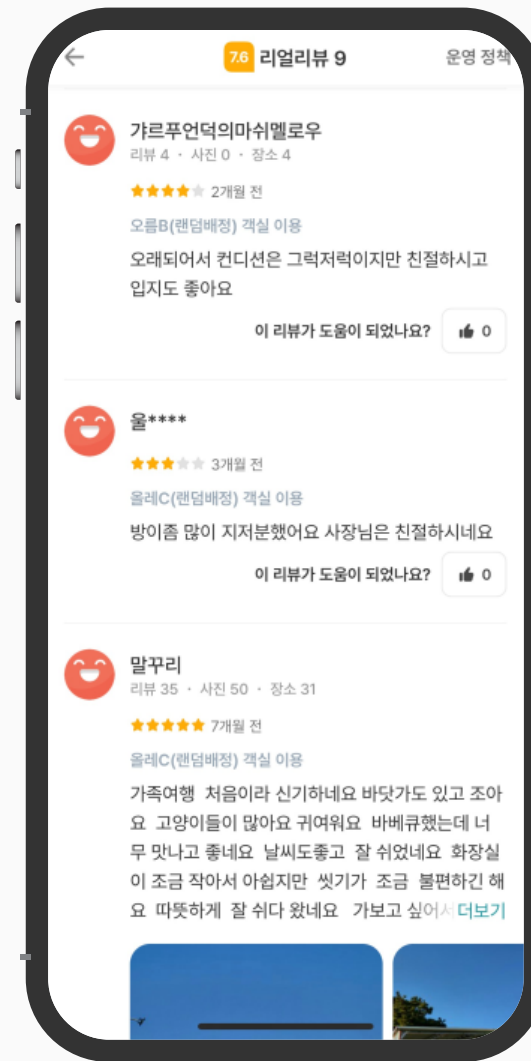 7.6 리얼리뷰 9 운영 정책
갸르푸언덕의마쉬멜로우
리뷰 4 · 사진 0 · 장소 4
2개월 전
오름B(랜덤배정) 객실 이용
오래되어서 컨디션은 그럭저럭이지만 친절하시고
입지도 좋아요
이 리뷰가 도움이 되었나요? 0
울****
3개월 전
올레C(랜덤배정) 객실 이용
방이좀 많이 지저분했어요 사장님은 친절하시네요
이 리뷰가 도움이 되었나요? 0
말꾸리
리뷰 35 · 사진 50 · 장소 31
7개월 전
올레C(랜덤배정) 객실 이용
가족여행 처음이라 신기하네요 바닷가도 있고 조아
요 고양이들이 많아요 귀여워요 바베큐했는데 너
무 맛나고 좋네요 날씨도좋고 잘 쉬었네요 화장실
이 조금 작아서 아쉽지만 씻기가 조금 불편하긴 해
요 따뜻하게 잘 쉬다 왔네요 가보고 싶어서 더보기